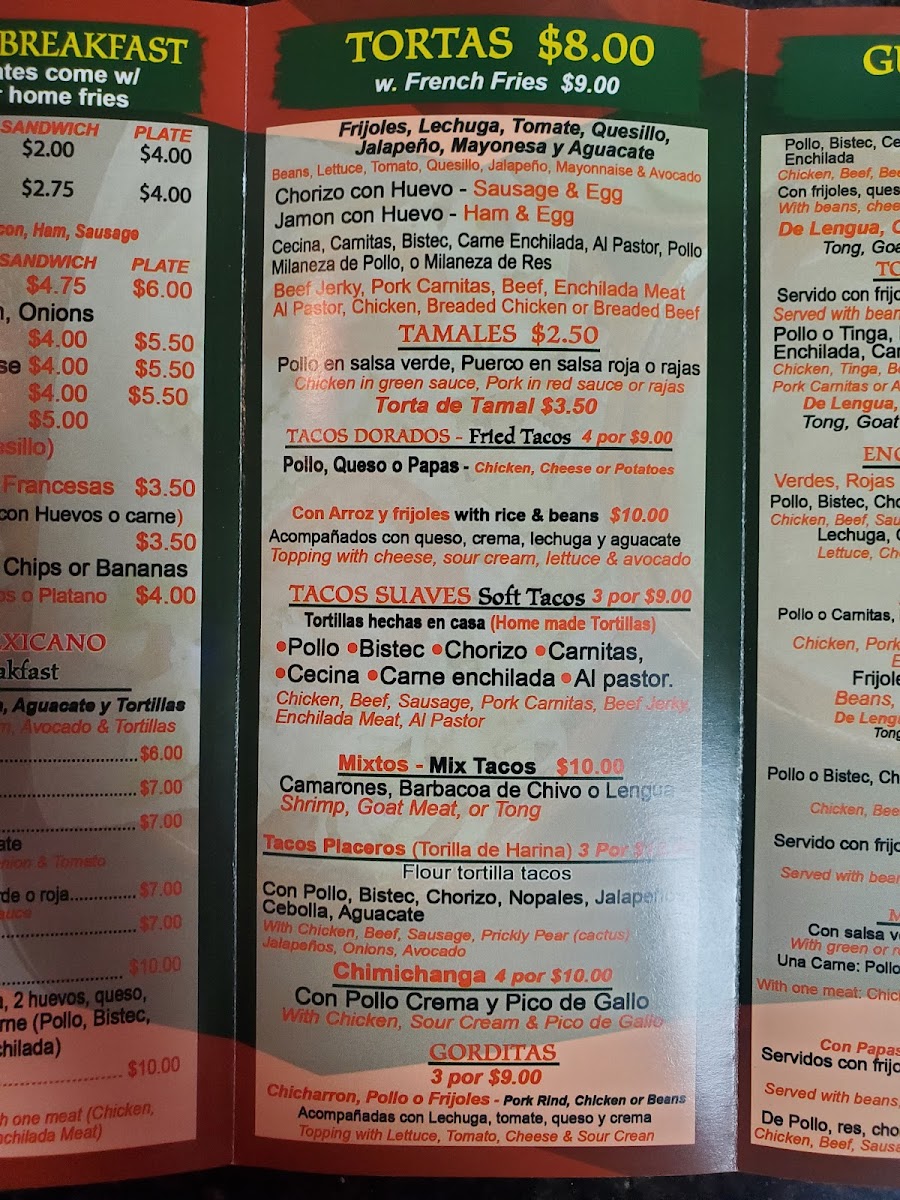 BREAKFAST
ates come w/
home fries
SANDWICH PLATE
$2.00 $4.00
$2.75 $4.00
con, Ham, Sausage
SANDWICH PLATE
$4.75 $6.00
, Onions
$4.00 $5.50
se $4.00 $5.50
$4.00 $5.50
$5.00
esillo)
Francesas $3.50
con Huevos o carne)
$3.50
Chips or Bananas
os o Platano $4.00
EXICANO
akfast
, Aguacate y Tortillas
m, Avocado & Tortillas
$6.00
$7.00
$7.00
ate
nion & Tomato
rde o roja............. $7.00
auce
$7.00
$10.00
, 2 huevos, queso,
rne (Pollo, Bistec,
chilada)
$10.00
h one meat (Chicken,
nchilada Meat)
TORTAS $8.00
w. French Fries $9.00
Frijoles, Lechuga, Tomate, Quesillo,
Jalapeño, Mayonesa y Aguacate
Beans, Lettuce, Tomato, Quesillo, Jalapeño, Mayonnaise & Avocado
Chorizo con Huevo - Sausage & Egg
Jamon con Huevo - Ham & Egg
Cecina, Carnitas, Bistec, Carne Enchilada, Al Pastor, Pollo
Milaneza de Pollo, o Milaneza de Res
Beef Jerky, Pork Carnitas, Beef, Enchilada Meat
Al Pastor, Chicken, Breaded Chicken or Breaded Beef
TAMALES $2.50
Pollo en salsa verde, Puerco en salsa roja o rajas
Chicken in green sauce, Pork in red sauce or rajas
Torta de Tamal $3.50
TACOS DORADOS - Fried Tacos 4 por $9.00
Pollo, Queso o Papas - Chicken, Cheese or Potatoes
Con Arroz y frijoles with rice & beans $10.00
Acompañados con queso, crema, lechuga y aguacate
Topping with cheese, sour cream, lettuce & avocado
TACOS SUAVES Soft Tacos 3 por $9.00
Tortillas hechas en casa (Home made Tortillas)
•Pollo •Bistec •Chorizo •Carnitas,
•Cecina •Carne enchilada •Al pastor.
Chicken, Beef, Sausage, Pork Carnitas, Beef Jerky,
Enchilada Meat, Al Pastor
Mixtos - Mix Tacos $10.00
Camarones, Barbacoa de Chivo o Lengua
Shrimp, Goat Meat, or Tong
Tacos Placeros (Torilla de Harina) 3 Por
Flour tortilla tacos
Con Pollo, Bistec, Chorizo, Nopales, Jalapeños
Cebolla, Aguacate
With Chicken, Beef, Sausage, Prickly Pear (cactus)
Jalapeños, Onions, Avocado
Chimichanga 4 por $10.00
Con Pollo Crema y Pico de Gallo
With Chicken, Sour Cream & Pico de Gallo
GORDITAS
3 por $9.00
Chicharron, Pollo o Frijoles - Pork Rind, Chicken or Beans
Acompañadas con Lechuga, tomate, queso y crema
Topping with Lettuce, Tomato, Cheese & Sour Crean
GU
Pollo, Bistec, Ce
Enchilada
Chicken, Beef, Bee
Con frijoles, ques
With beans, chee
De Lengua, C
Tong, Goa
TO
Servido con frijo
Served with bean
Pollo o Tinga,
Enchilada, Car
Chicken, Tinga, Be
Pork Carnitas or A
De Lengua,
Tong, Goat
ENC
Verdes, Rojas
Pollo, Bistec, Cho
Chicken, Beef, Sau
Lechuga,
Lettuce, Ch
Pollo o Carnitas,
Chicken, Pork
Frijole
Beans,
De Lengu
Tong
Pollo o Bistec, Ch
Chicken, Bee
Servido con frijo
Served with bean
M
Con salsa v
With green or r
Una Carne: Pollo
With one meat: Chic
Con Papas
Servidos con frijo
Served with beans,
De Pollo, res, cho
Chicken, Beef, Sausa